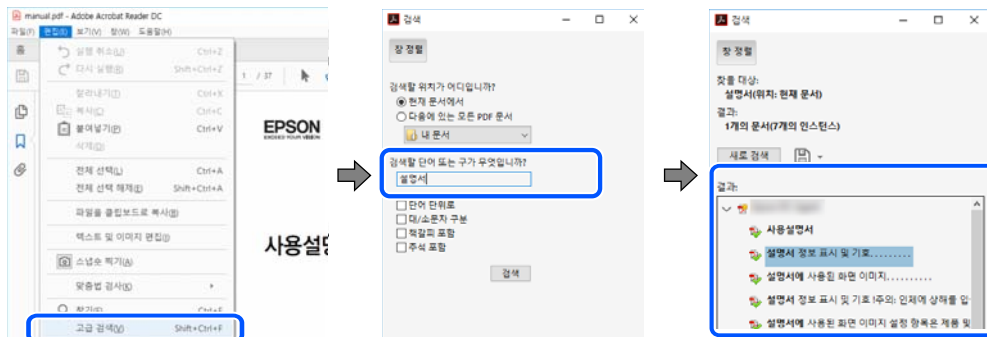 manual.pdf - Adobe Acrobat Reader DC
파일(F) 편집(E) 보기(V) 창(W) 도움말(H)
홈
실행 취소(U) Ctrl+Z
다시 실행(R) Shift+Ctrl+Z
잘라내기(T) Ctrl+X
복사(C) Ctrl+C
붙여넣기(P) Ctrl+V
삭제(D)
전체 선택(L) Ctrl+A
전체 선택 해제(E) Shift+Ctrl+A
파일을 클립보드로 복사(B)
텍스트 및 이미지 편집(I)
스냅숏 찍기(A)
맞춤법 검사(K)
찾기(F) Ctrl+F
고급 검색(V) Shift+Ctrl+F
1 / 37
EPSON
EXCEED YOUR VISION
사용설명
검색
창 정렬
검색할 위치가 어디입니까?
현재 문서에서
다음에 있는 모든 PDF 문서
내 문서
검색할 단어 또는 구가 무엇입니까?
설명서
단어 단위로
대/소문자 구분
책갈피 포함
주석 포함
검색
검색
창 정렬
찾을 대상:
설명서(위치: 현재 문서)
결과:
1개의 문서(7개의 인스턴스)
새로 검색
결과:
사용설명서
설명서 정보 표시 및 기호.........
설명서에 사용된 화면 이미지..........
설명서 정보 표시 및 기호 !주의: 인체에 상해를 입
설명서에 사용된 화면 이미지 설정 항목은 제품 및